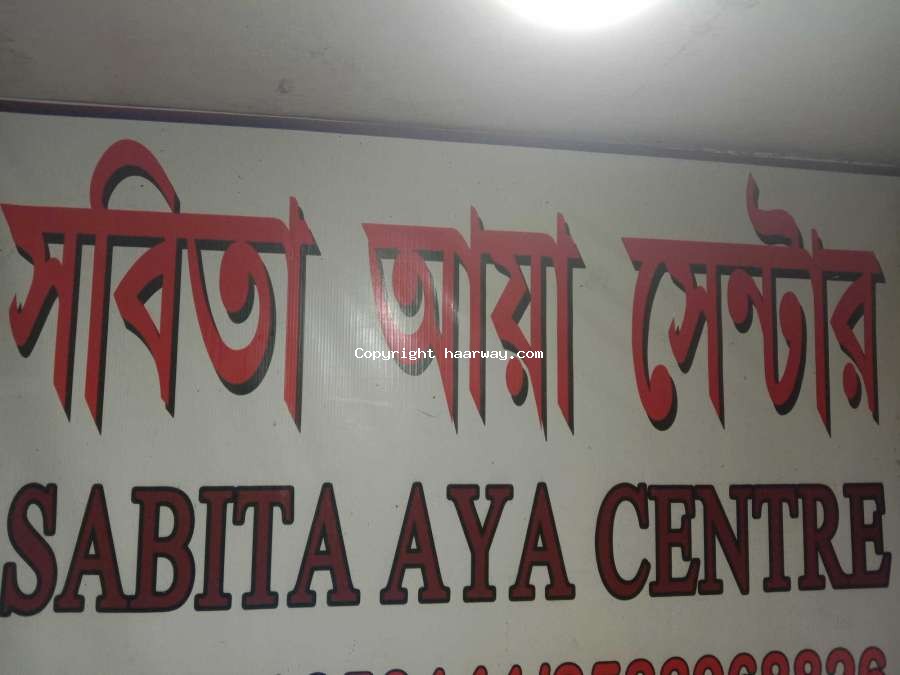 সবিতা আয়া সেন্টার
Copyright haarway.com
SABITA AYA CENTRE